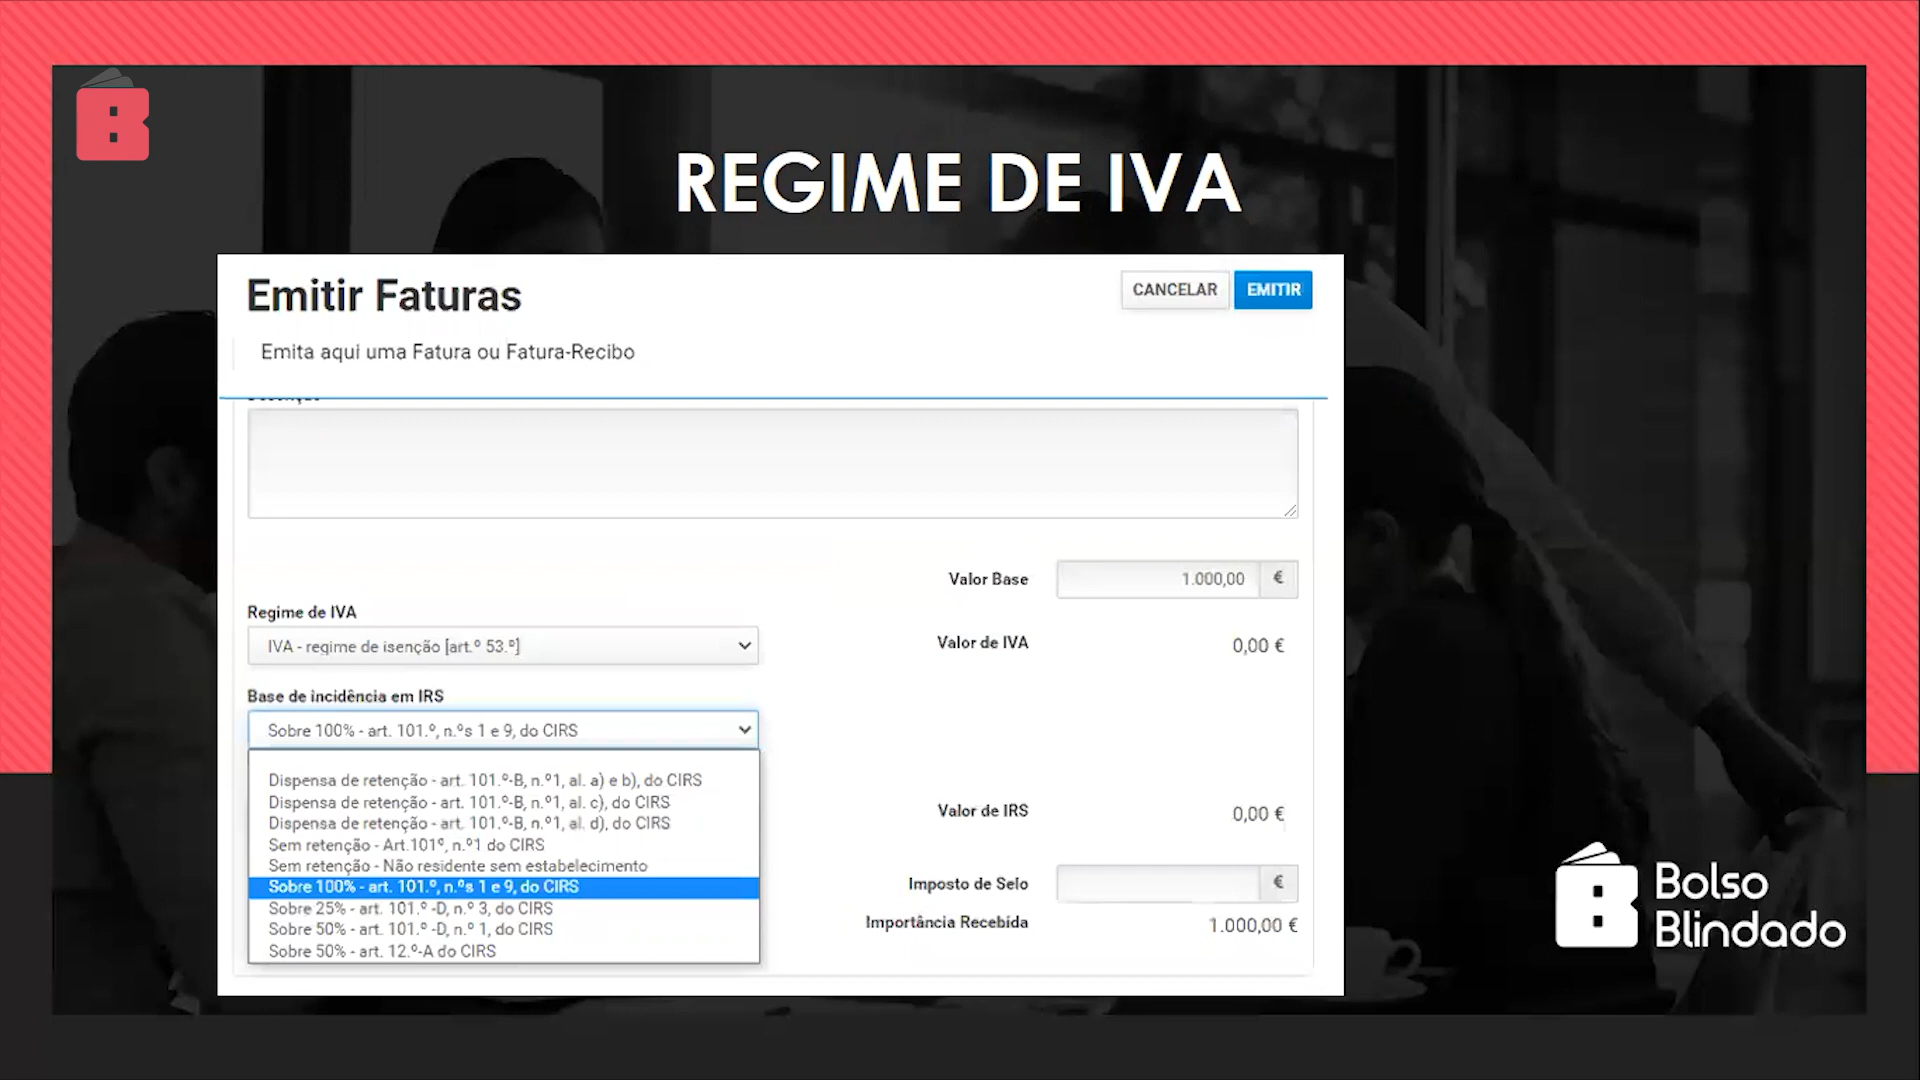 REGIME DE IVA
Emitir Faturas
CANCELAR
EMITIR
Emita aqui uma Fatura ou Fatura-Recibo
Valor Base
1.000,00
€
Regime de IVA
IVA - regime de isenção [art.º 53.º]
Valor de IVA
0,00 €
Base de incidência em IRS
Sobre 100% - art. 101.º, n.ºs 1 e 9, do CIRS
Dispensa de retenção - art. 101.º-B, n.º1, al. a) e b), do CIRS
Dispensa de retenção - art. 101.º-B, n.º1, al. c), do CIRS
Dispensa de retenção - art. 101.º-B, n.º1, al. d), do CIRS
Sem retenção - Art.101º, n.º1 do CIRS
Sem retenção - Não residente sem estabelecimento
Sobre 100% - art. 101.º, n.ºs 1 e 9, do CIRS
Sobre 25% - art. 101.º -D, n.º 3, do CIRS
Sobre 50% - art. 101.º -D, n.º 1, do CIRS
Sobre 50% - art. 12.º-A do CIRS
Valor de IRS
0,00 €
Imposto de Selo
€
Importância Recebida
1.000,00 €
Bolso
Blindado